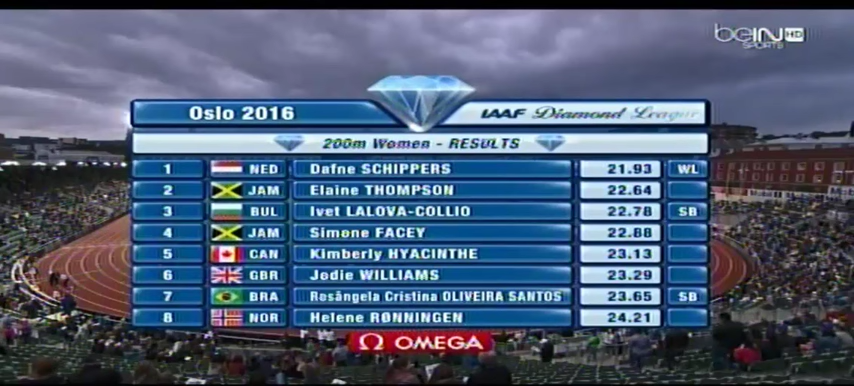 beIN HD
SPORTS
Oslo 2016 IAAF Diamond League
200m Women - RESULTS
1 NED Dafne SCHIPPERS 21.93 WL
2 JAM Elaine THOMPSON 22.64
3 BUL Ivet LALOVA-COLLIO 22.78 SB
4 JAM Simone FACEY 22.88
5 CAN Kimberly HYACINTHE 23.13
6 GBR Jodie WILLIAMS 23.29
7 BRA Rosângela Cristina OLIVEIRA SANTOS 23.65 SB
8 NOR Helene RØNNINGEN 24.21
Ω OMEGA